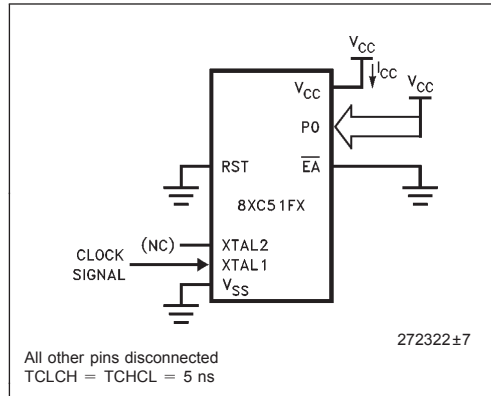 VCC
ICC
VCC
VCC
P0
RST
EA
8XC51FX
(NC)
XTAL2
CLOCK
SIGNAL
XTAL1
VSS
272322±7
All other pins disconnected
TCLCH = TCHCL = 5 ns